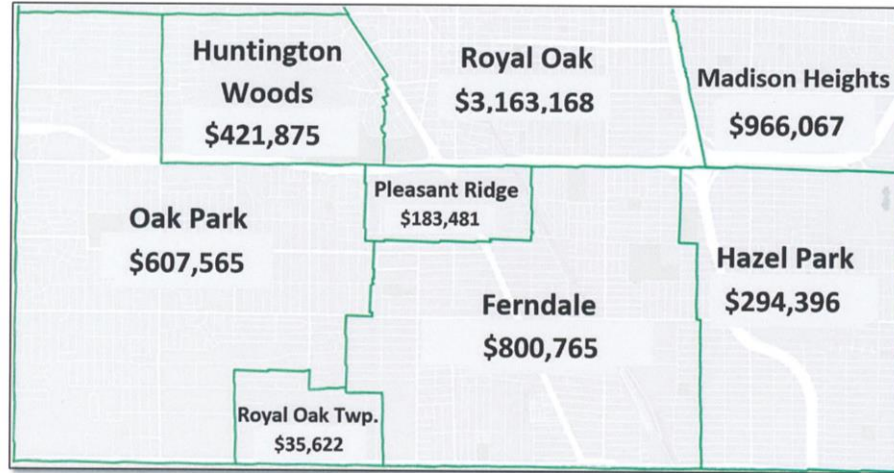 Huntington
Woods
$421,875
Royal Oak
$3,163,168
Madison Heights
$966,067
Oak Park
$607,565
Pleasant Ridge
$183,481
Ferndale
$800,765
Hazel Park
$294,396
Royal Oak Twp.
$35,622